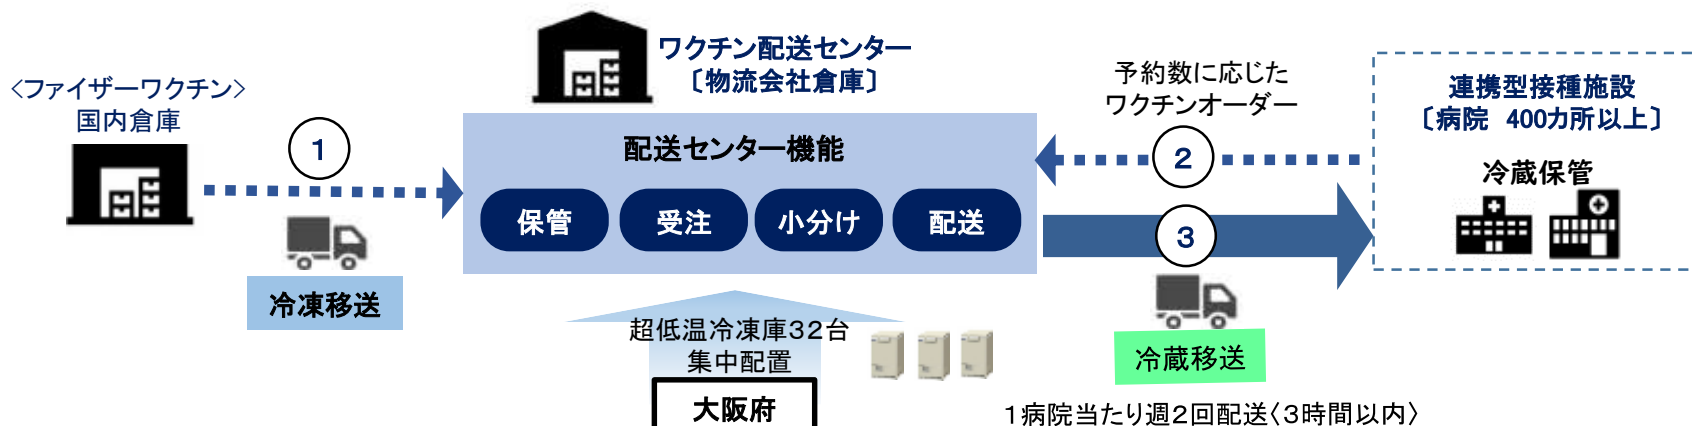 〈ファイザーワクチン〉
国内倉庫
1
冷凍移送
ワクチン配送センター
〔物流会社倉庫〕
配送センター機能
保管 受注 小分け 配送
超低温冷凍庫32台
集中配置
大阪府
予約数に応じた
ワクチンオーダー
2
3
冷蔵移送
1病院当たり週2回配送〈3時間以内〉
連携型接種施設
〔病院 400カ所以上〕
冷蔵保管